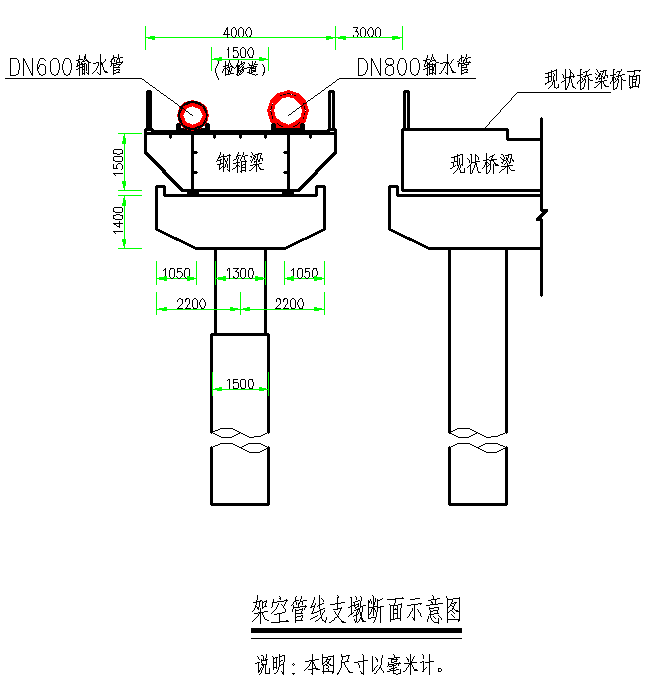 4000
3000
1500
(检修道)
DN600输水管
DN800输水管
现状桥梁桥面
1500
钢箱梁
现状桥梁
1400
1050
1300
1050
2200
2200
1500
架空管线支墩断面示意图
说明：本图尺寸以毫米计。